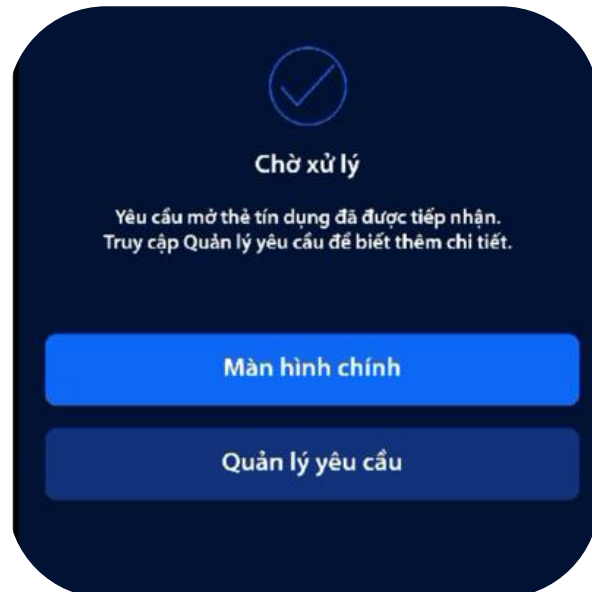 Chờ xử lý
Yêu cầu mở thẻ tín dụng đã được tiếp nhận.
Truy cập Quản lý yêu cầu để biết thêm chi tiết.
Màn hình chính
Quản lý yêu cầu